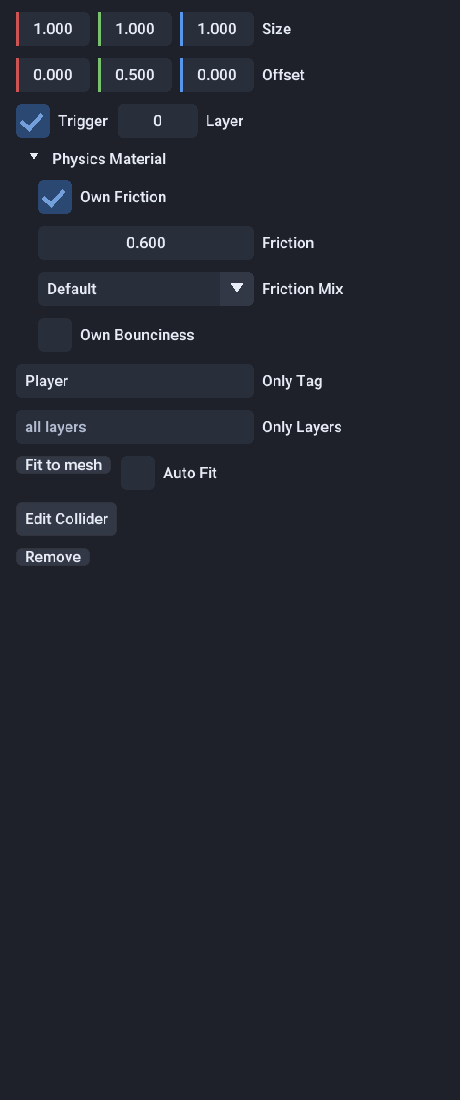 1.000 1.000 1.000 Size
0.000 0.500 0.000 Offset
Trigger 0 Layer
Physics Material
Own Friction
0.600 Friction
Default Friction Mix
Own Bounciness
Player Only Tag
all layers Only Layers
Fit to mesh Auto Fit
Edit Collider
Remove